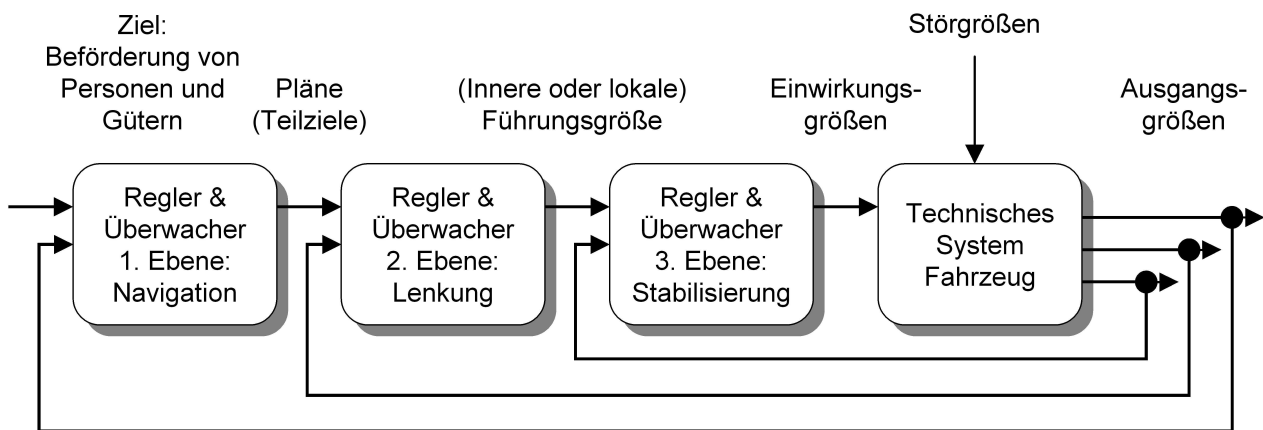 Ziel:
Beförderung von
Personen und
Gütern
Pläne
(Teilziele)
(Innere oder lokale)
Führungsgröße
Einwirkungs-
größen
Störgrößen
Ausgangs-
größen
Regler &
Überwacher
1. Ebene:
Navigation
Regler &
Überwacher
2. Ebene:
Lenkung
Regler &
Überwacher
3. Ebene:
Stabilisierung
Technisches
System
Fahrzeug